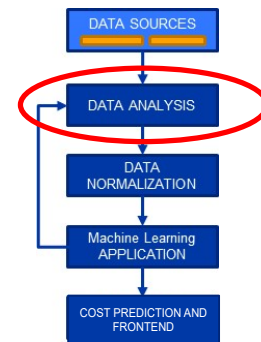 DATA SOURCES
DATA ANALYSIS
DATA
NORMALIZATION
Machine Learning
APPLICATION
COST PREDICTION AND
FRONTEND